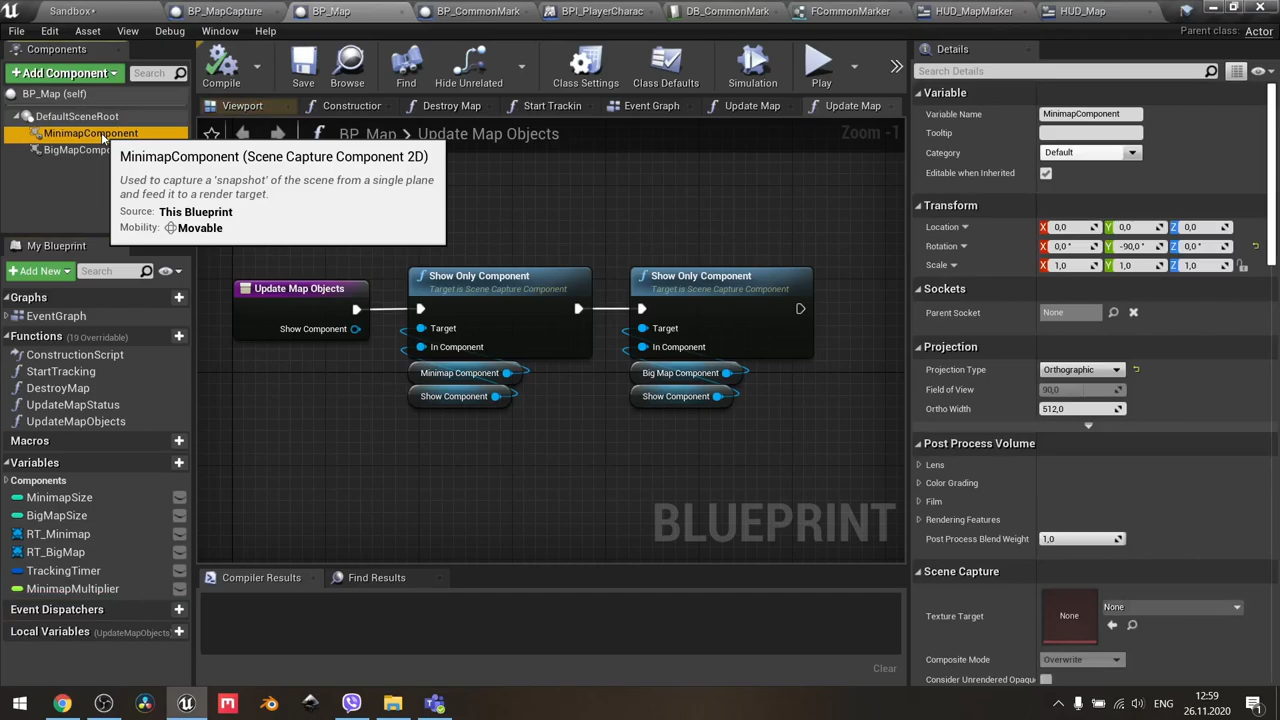 Sandbox•
BP_MapCapture
BP_Map
BP_CommonMark
BPI_PlayerCharac
DB_CommonMark
FCommonMarker
HUD_MapMarker
HUD_Map
File Edit Asset View Debug Window Help
Parent class: Actor
Components
Add Component
Search
BP_Map (self)
DefaultSceneRoot
MinimapComponent
BigMapCompo
Compile
Save
Browse
Find
Hide Unrelated
Class Settings
Class Defaults
Simulation
Play
Viewport
Constructior
Destroy Map
Start Trackin
Event Graph
Update Map
Update Map
BP_Map > Update Map Objects
Zoom -1
MinimapComponent (Scene Capture Component 2D)
Used to capture a 'snapshot' of the scene from a single plane
and feed it to a render target.
Source: This Blueprint
Mobility: Movable
Update Map Objects
Show Component
Show Only Component
Target is Scene Capture Component
Target
In Component
Minimap Component
Show Component
Show Only Component
Target is Scene Capture Component
Target
In Component
Big Map Component
Show Component
BLUEPRINT
My Blueprint
Add New
Search
Graphs
EventGraph
Functions (19 Overridable)
ConstructionScript
StartTracking
DestroyMap
UpdateMapStatus
UpdateMapObjects
Macros
Variables
Components
MinimapSize
BigMapSize
RT_Minimap
RT_BigMap
TrackingTimer
MinimapMultiplier
Event Dispatchers
Local Variables (UpdateMapObjects)
Compiler Results
Find Results
Clear
Details
Search Details
Variable
Variable Name MinimapComponent
Tooltip
Category Default
Editable when Inherited
Transform
Location X 0,0 Y 0,0 Z 0,0
Rotation X 0,0 ° Y -90,0 ° Z 0,0 °
Scale X 1,0 Y 1,0 Z 1,0
Sockets
Parent Socket None
Projection
Projection Type Orthographic
Field of View 90,0
Ortho Width 512,0
Post Process Volume
Lens
Color Grading
Film
Rendering Features
Post Process Blend Weight 1,0
Scene Capture
Texture Target None None
Composite Mode Overwrite
Consider Unrendered Opaqu
ENG
12:59
26.11.2020